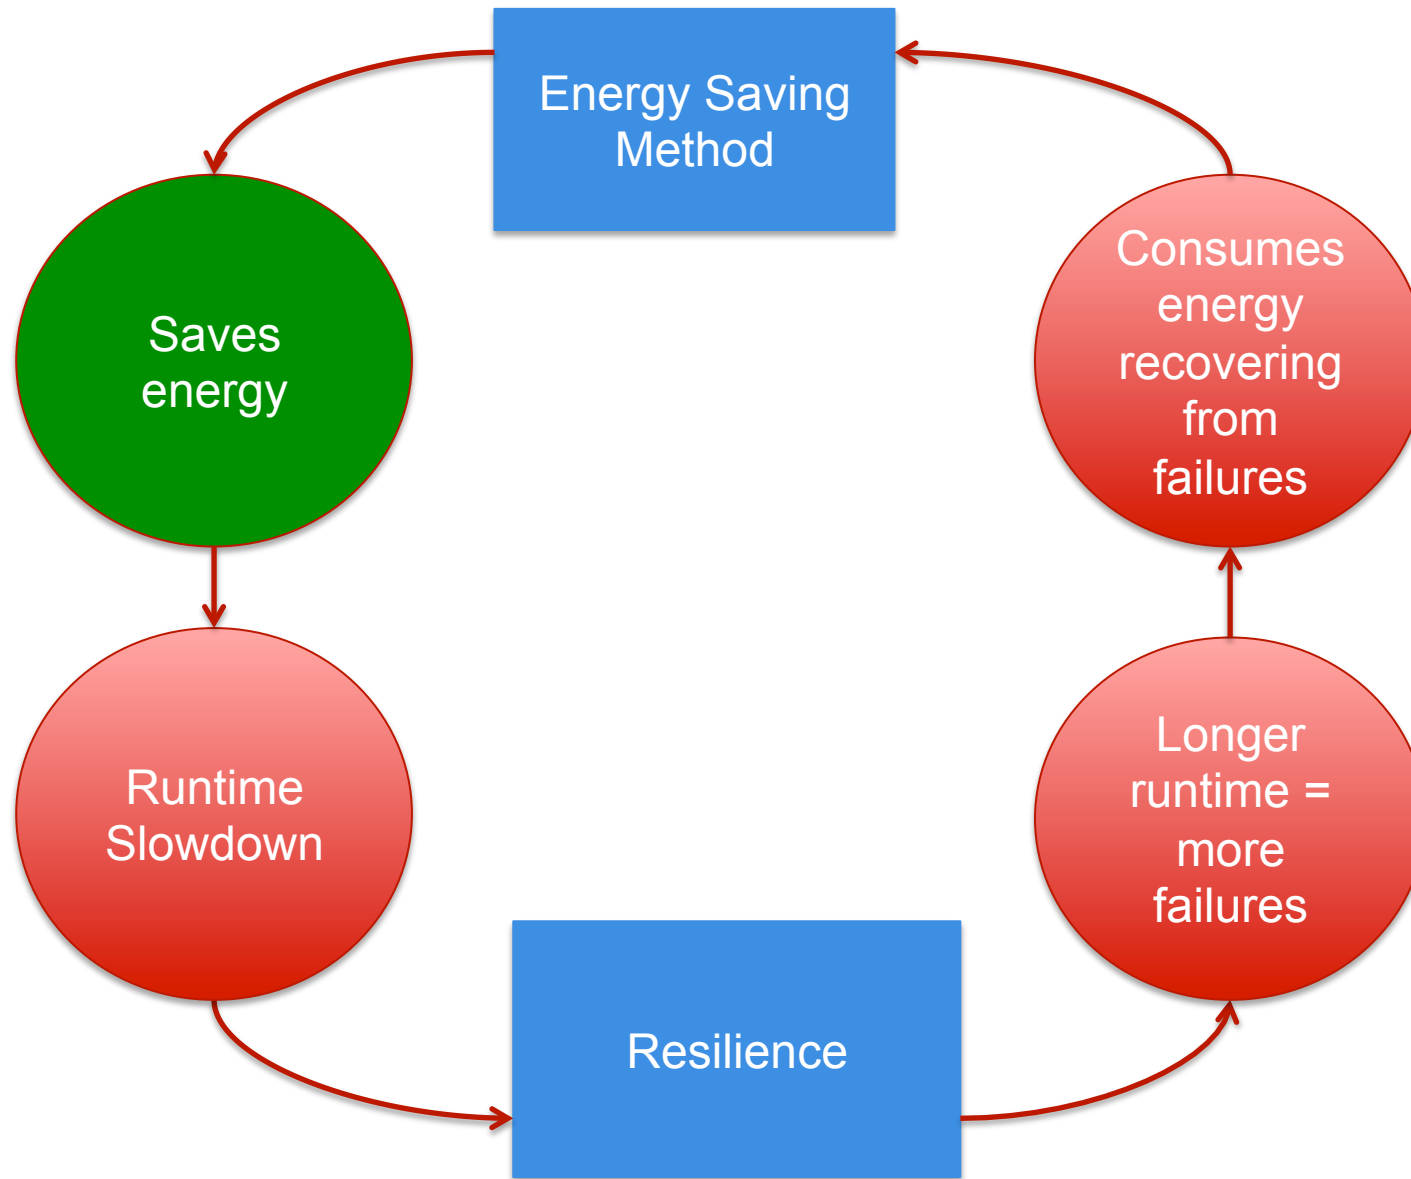 Energy Saving
Method
Saves
energy
Runtime
Slowdown
Resilience
Longer
runtime =
more
failures
Consumes
energy
recovering
from
failures